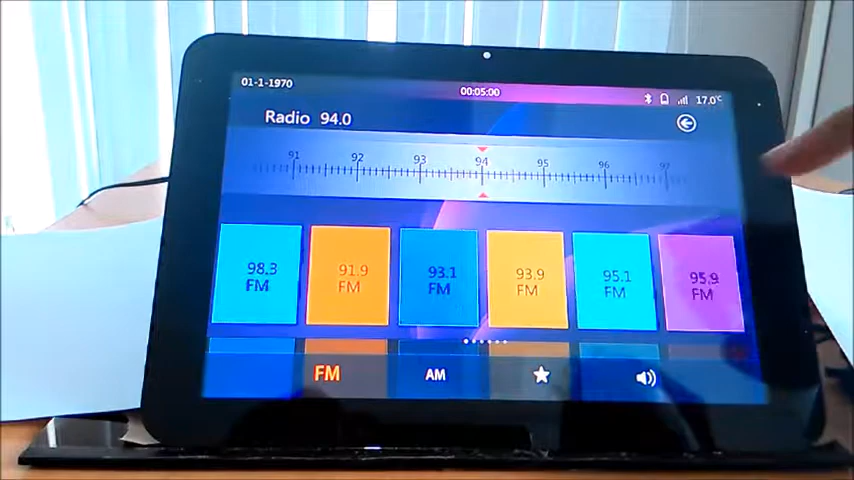 01-1-1970 00:05:00 17.0℃
Radio 94.0
91 92 93 94 95 96 97
98.3 91.9 93.1 93.9 95.1 95.9
FM FM FM FM FM FM
FM AM